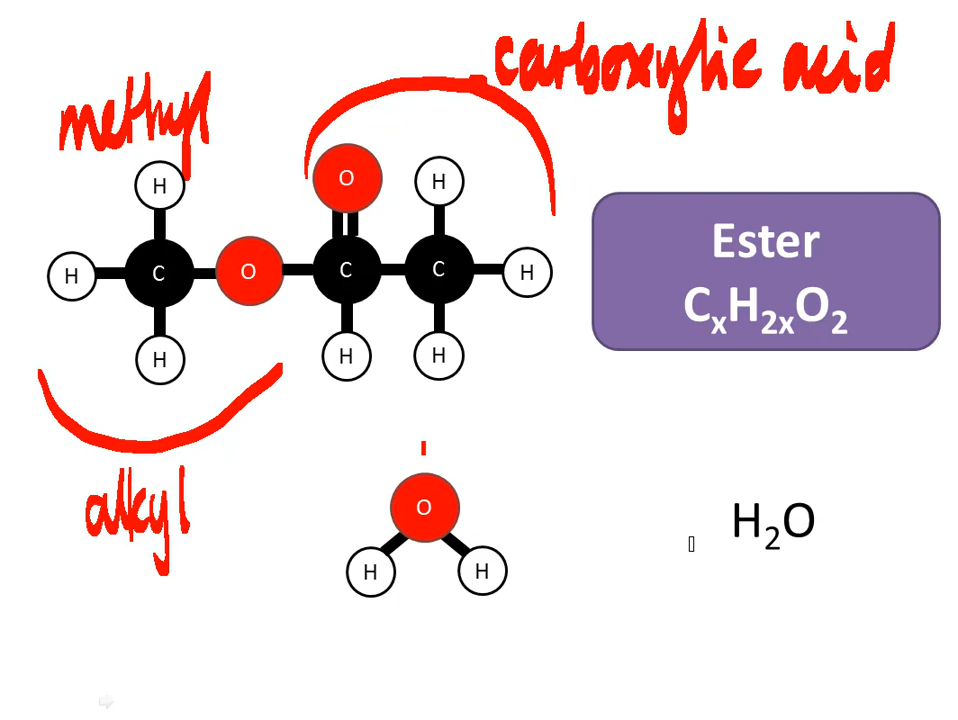 carboxylic acid
methyl
O
H
H
Ester
CₓH₂ₓO₂
H
C
O
C
C
H
H
H
H
alkyl
O
H
H
H₂O